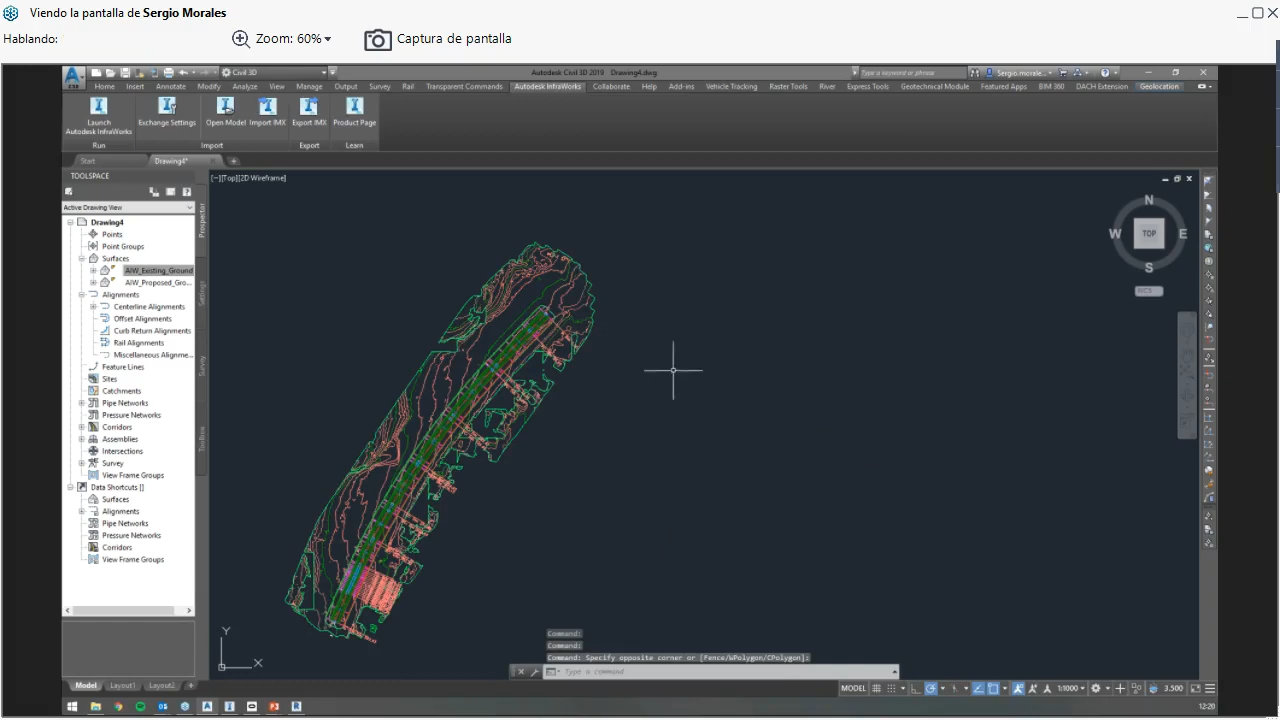 Viendo la pantalla de Sergio Morales
Hablando:
Zoom: 60%
Captura de pantalla
Civil 3D
Autodesk Civil 3D 2019 Drawing4.dwg
Type a keyword or phrase
Sergio.morale...
Home Insert Annotate Modify Analyze View Manage Output Survey Rail Transparent Commands Autodesk InfraWorks Collaborate Help Add-ins Vehicle Tracking Raster Tools River Express Tools Geotechnical Module Featured Apps BIM 360 DACH Extension Geolocation
Launch Autodesk InfraWorks
Exchange Settings
Open Model
Import IMX
Export IMX
Product Page
Run Import Export Learn
Start
Drawing4*
TOOLSPACE
[−][Top][2D Wireframe]
Active Drawing View
Drawing4
Points
Point Groups
Surfaces
AIW_Existing_Ground
AIW_Proposed_Gro...
Alignments
Centerline Alignments
Offset Alignments
Curb Return Alignments
Rail Alignments
Miscellaneous Alignme...
Feature Lines
Sites
Catchments
Pipe Networks
Pressure Networks
Corridors
Assemblies
Intersections
Survey
View Frame Groups
Data Shortcuts []
Surfaces
Alignments
Pipe Networks
Pressure Networks
Corridors
View Frame Groups
Prospector
Settings
Survey
Toolbox
N
W TOP E
S
WCS
Y
X
Command:
Command:
Command: Specify opposite corner or [Fence/WPolygon/CPolygon]:
Type a command
Model Layout1 Layout2 +
MODEL
1:1000
3.500
12:20